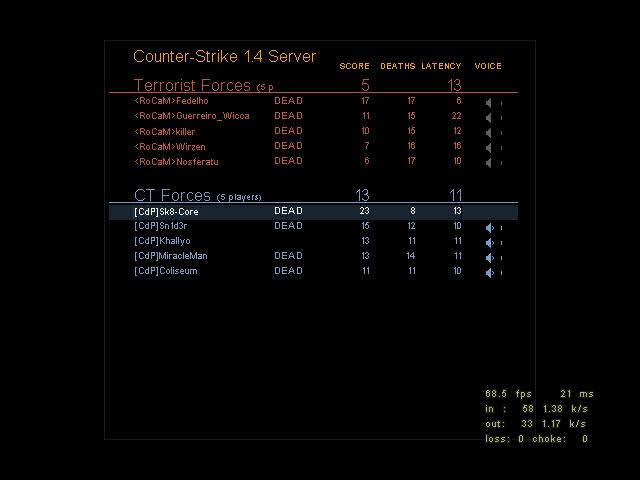 Counter-Strike 1.4 Server
SCORE DEATHS LATENCY VOICE
Terrorist Forces (5 p 5 13
<RoCaM>Fedelho DEAD 17 17 6
<RoCaM>Guerreiro_Wicca DEAD 11 15 22
<RoCaM>killer DEAD 10 15 12
<RoCaM>Wirzen DEAD 7 16 16
<RoCaM>Nosferatu DEAD 6 17 10
CT Forces (5 players) 13 11
[CdP]Sk8-Core DEAD 23 8 13
[CdP]Sn1d3r DEAD 15 12 10
[CdP]Khallyo 13 11 11
[CdP]MiracleMan DEAD 13 14 11
[CdP]Coliseum DEAD 11 11 10
68.5 fps 21 ms
in : 58 1.38 k/s
out: 33 1.17 k/s
loss: 0 choke: 0